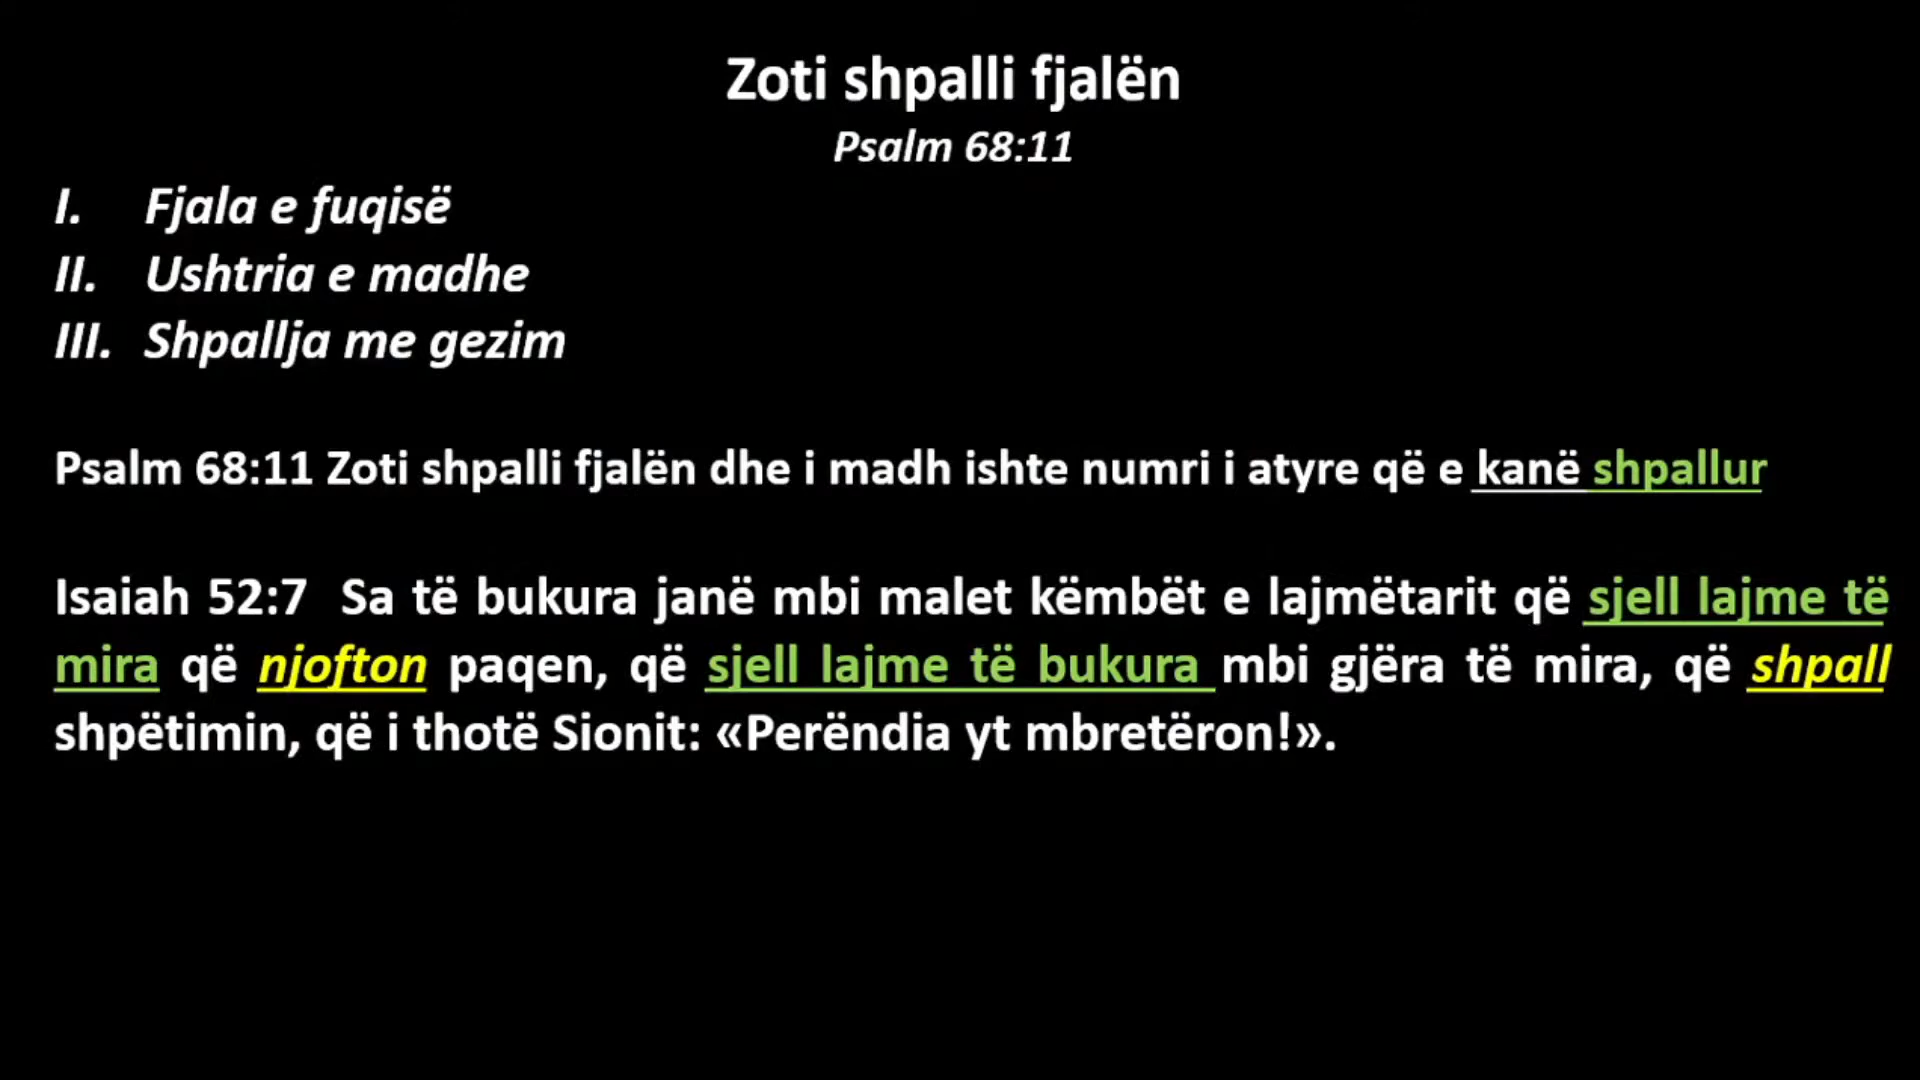 Zoti shpalli fjalën
Psalm 68:11
I. Fjala e fuqisë
II. Ushtria e madhe
III. Shpallja me gezim
Psalm 68:11 Zoti shpalli fjalën dhe i madh ishte numri i atyre që e kanë shpallur
Isaiah 52:7 Sa të bukura janë mbi malet këmbët e lajmëtarit që sjell lajme të
mira që njofton paqen, që sjell lajme të bukura mbi gjëra të mira, që shpall
shpëtimin, që i thotë Sionit: «Perëndia yt mbretëron!».